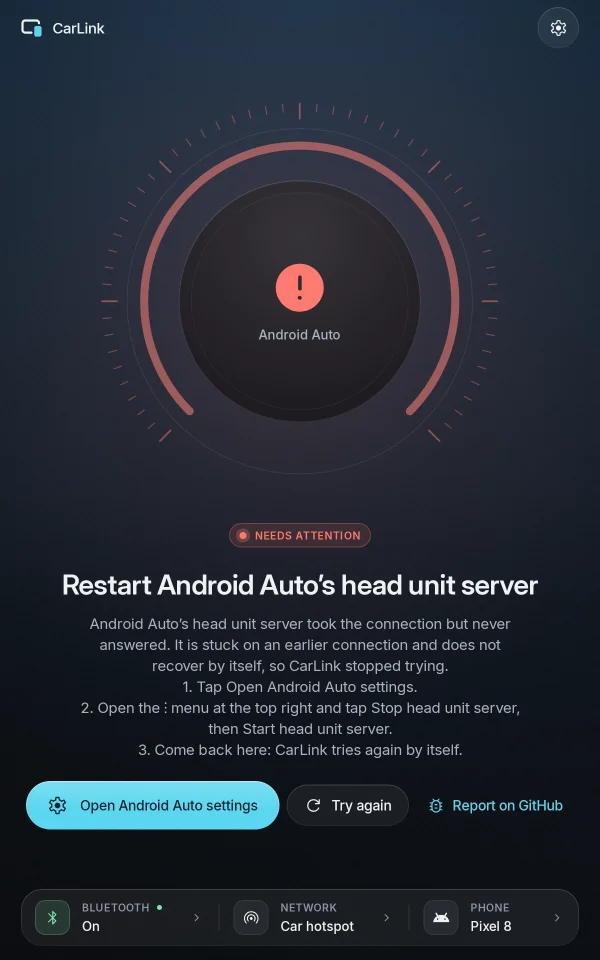 CarLink
Android Auto
NEEDS ATTENTION
Restart Android Auto’s head unit server
Android Auto’s head unit server took the connection but never
answered. It is stuck on an earlier connection and does not
recover by itself, so CarLink stopped trying.
1. Tap Open Android Auto settings.
2. Open the ⋮ menu at the top right and tap Stop head unit server,
then Start head unit server.
3. Come back here: CarLink tries again by itself.
Open Android Auto settings
Try again
Report on GitHub
BLUETOOTH
On
NETWORK
Car hotspot
PHONE
Pixel 8